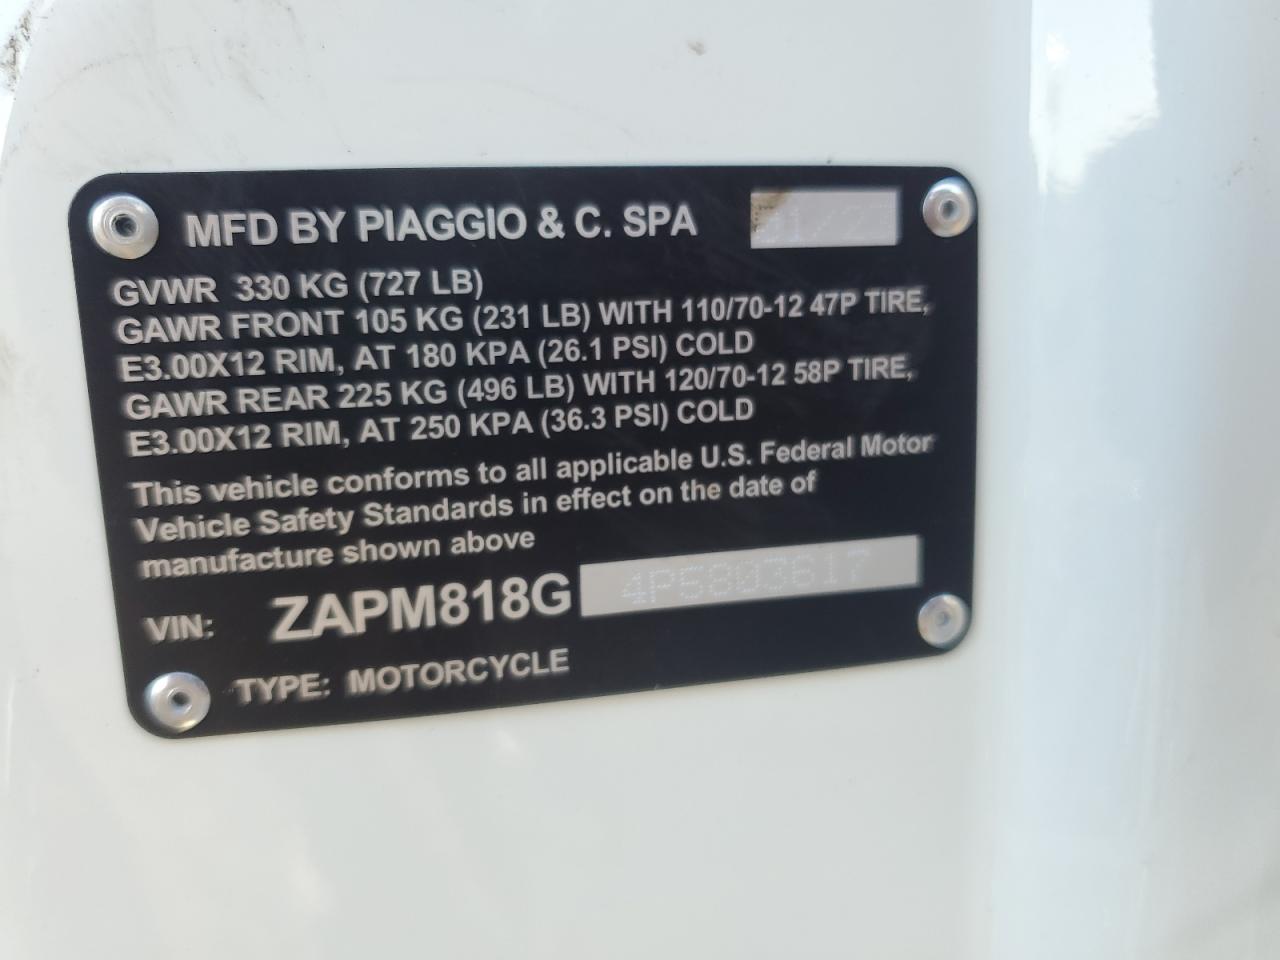 MFD BY PIAGGIO & C. SPA
GVWR 330 KG (727 LB)
GAWR FRONT 105 KG (231 LB) WITH 110/70-12 47P TIRE,
E3.00X12 RIM, AT 180 KPA (26.1 PSI) COLD
GAWR REAR 225 KG (496 LB) WITH 120/70-12 58P TIRE,
E3.00X12 RIM, AT 250 KPA (36.3 PSI) COLD
This vehicle conforms to all applicable U.S. Federal Motor
Vehicle Safety Standards in effect on the date of
manufacture shown above
VIN: ZAPM818G 4P5803617
TYPE: MOTORCYCLE